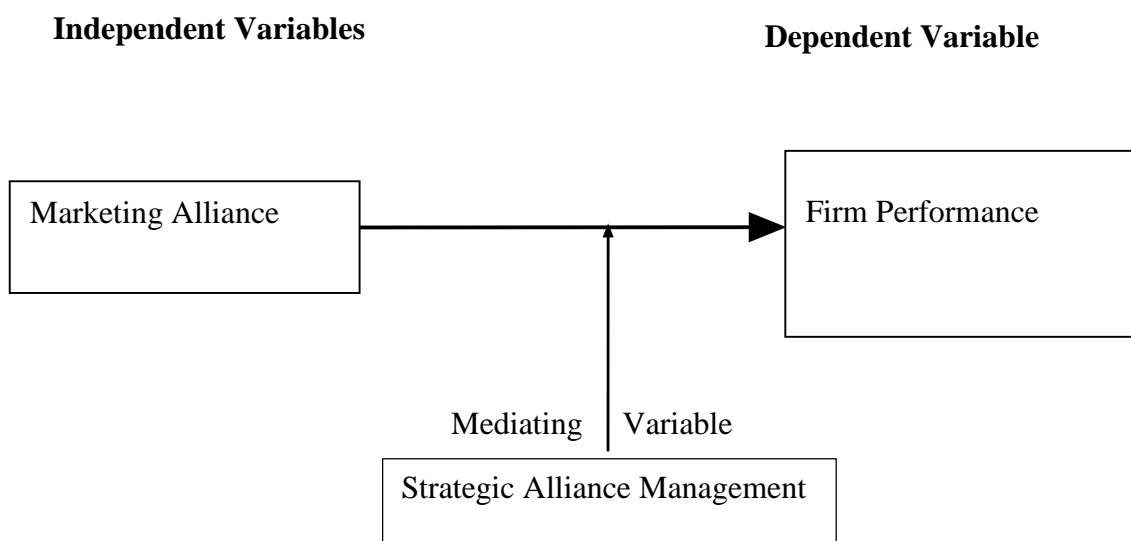 Independent Variables
Dependent Variable
Marketing Alliance
Firm Performance
Mediating Variable
Strategic Alliance Management